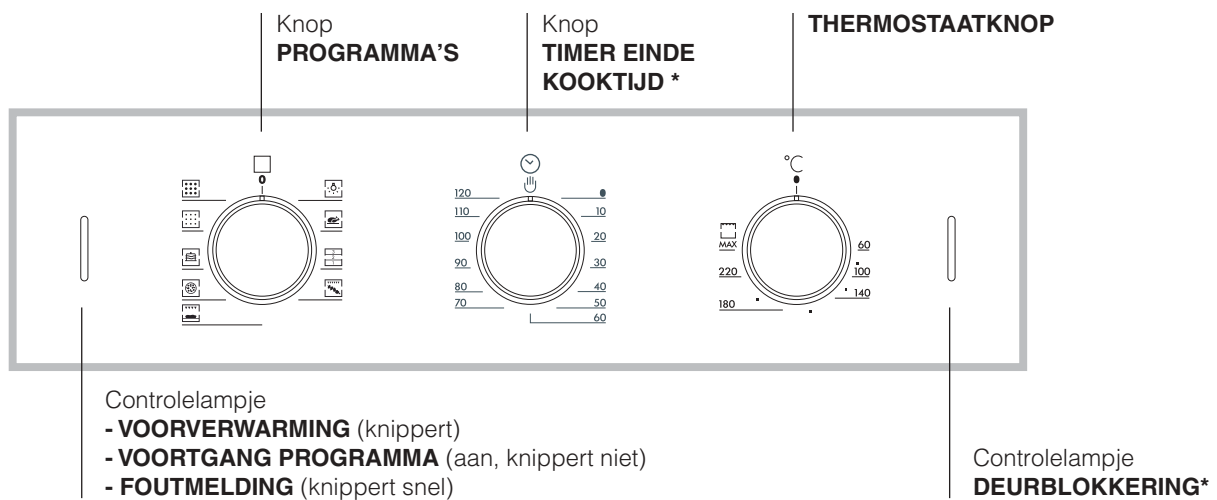 Knop
PROGRAMMA’S
Knop
TIMER EINDE
KOOKTIJD *
THERMOSTAATKNOP
0
120
110
100
90
80
70
10
20
30
40
50
60
°C
MAX
220
180
60
100
140
Controlelampje
- VOORVERWARMING (knippert)
- VOORTGANG PROGRAMMA (aan, knippert niet)
- FOUTMELDING (knippert snel)
Controlelampje
DEURBLOKKERING*